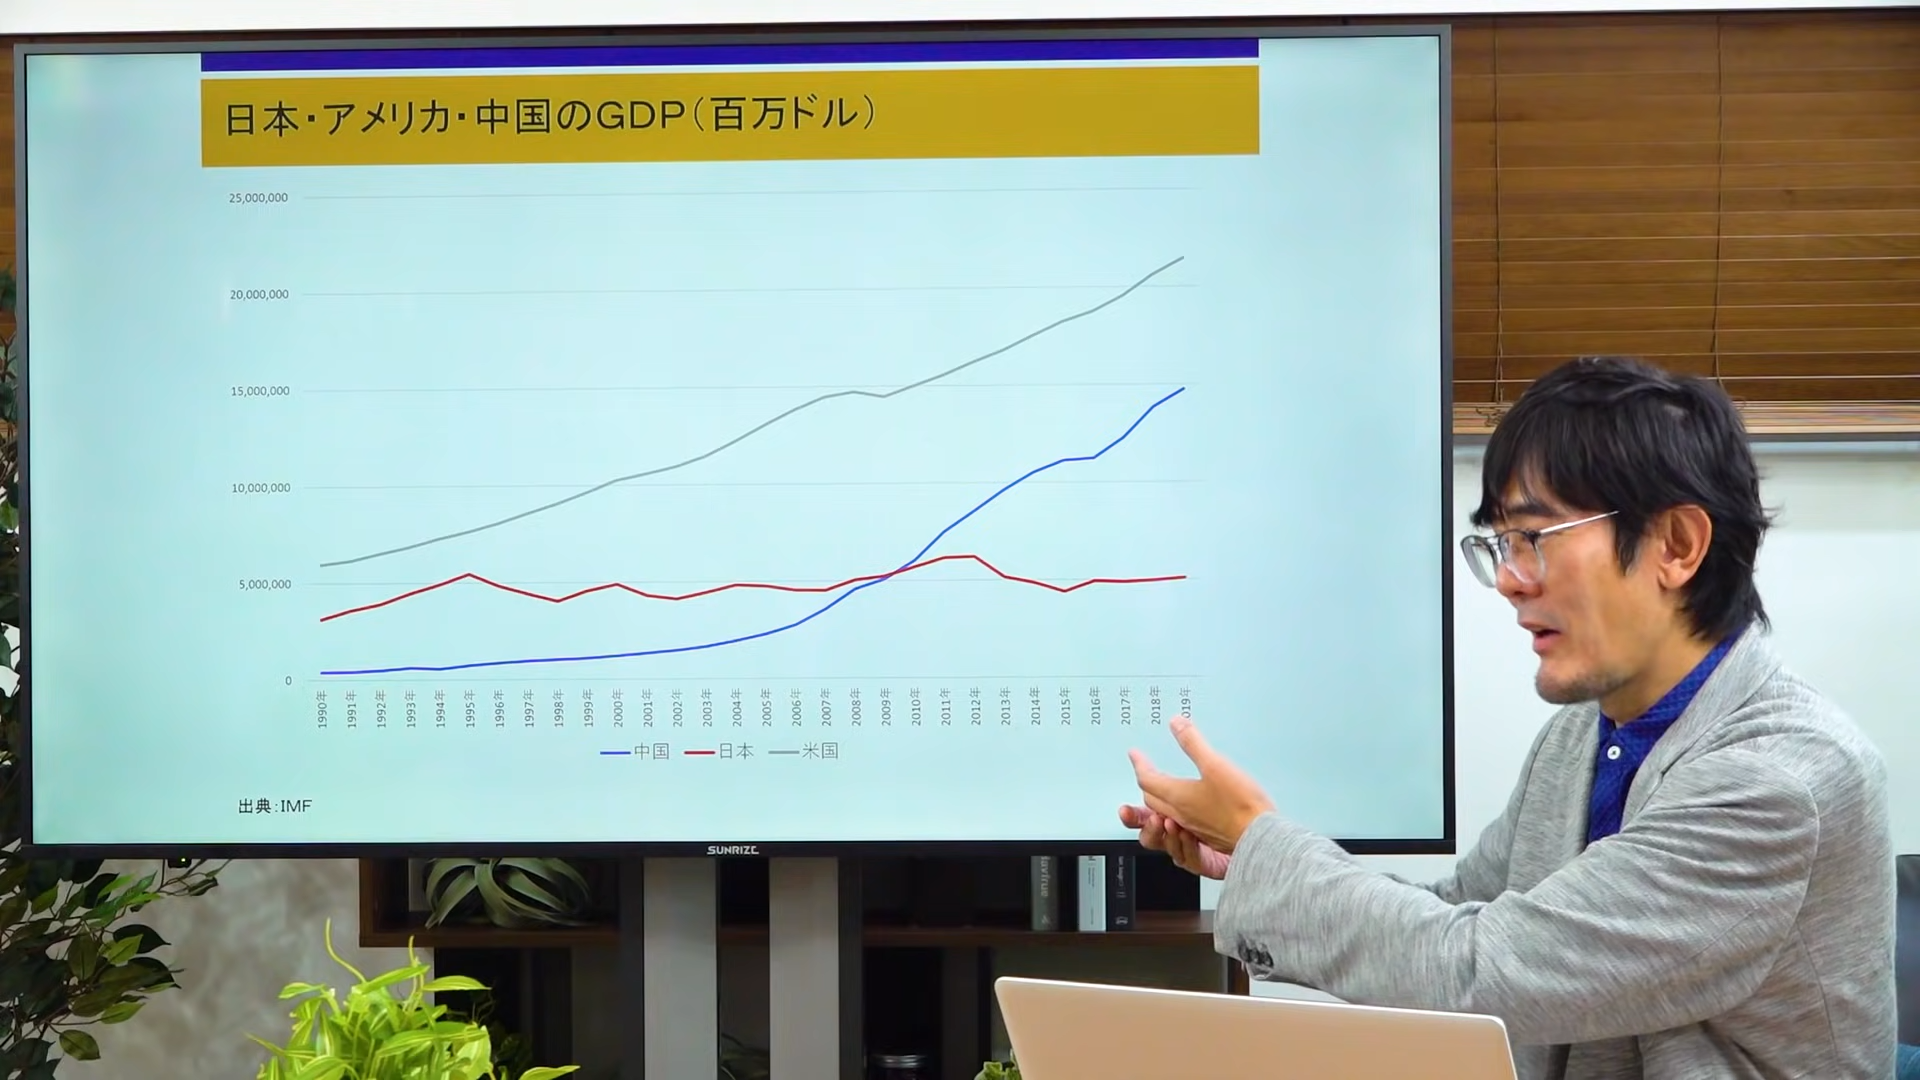 日本・アメリカ・中国のGDP(百万ドル)
25,000,000
20,000,000
15,000,000
10,000,000
5,000,000
0
1990年 1991年 1992年 1993年 1994年 1995年 1996年 1997年 1998年 1999年 2000年 2001年 2002年 2003年 2004年 2005年 2006年 2007年 2008年 2009年 2010年 2011年 2012年 2013年 2014年 2015年 2016年 2017年 2018年 019年
中国 日本 米国
出典:IMF
SUNRIZE